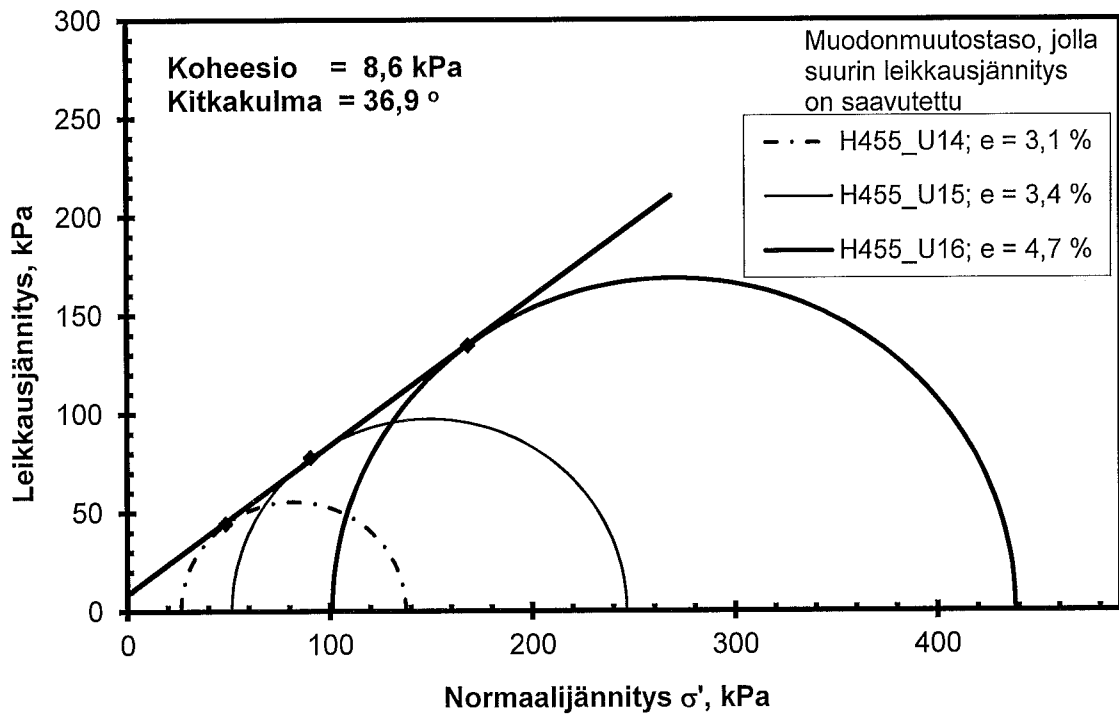 300
250
200
150
100
50
0
Leikkausjännitys, kPa
Koheesio = 8,6 kPa
Kitkakulma = 36,9 º
Muodonmuutostaso, jolla
suurin leikkausjännitys
on saavutettu
H455_U14; e = 3,1 %
H455_U15; e = 3,4 %
H455_U16; e = 4,7 %
0 100 200 300 400
Normaalijännitys σ', kPa